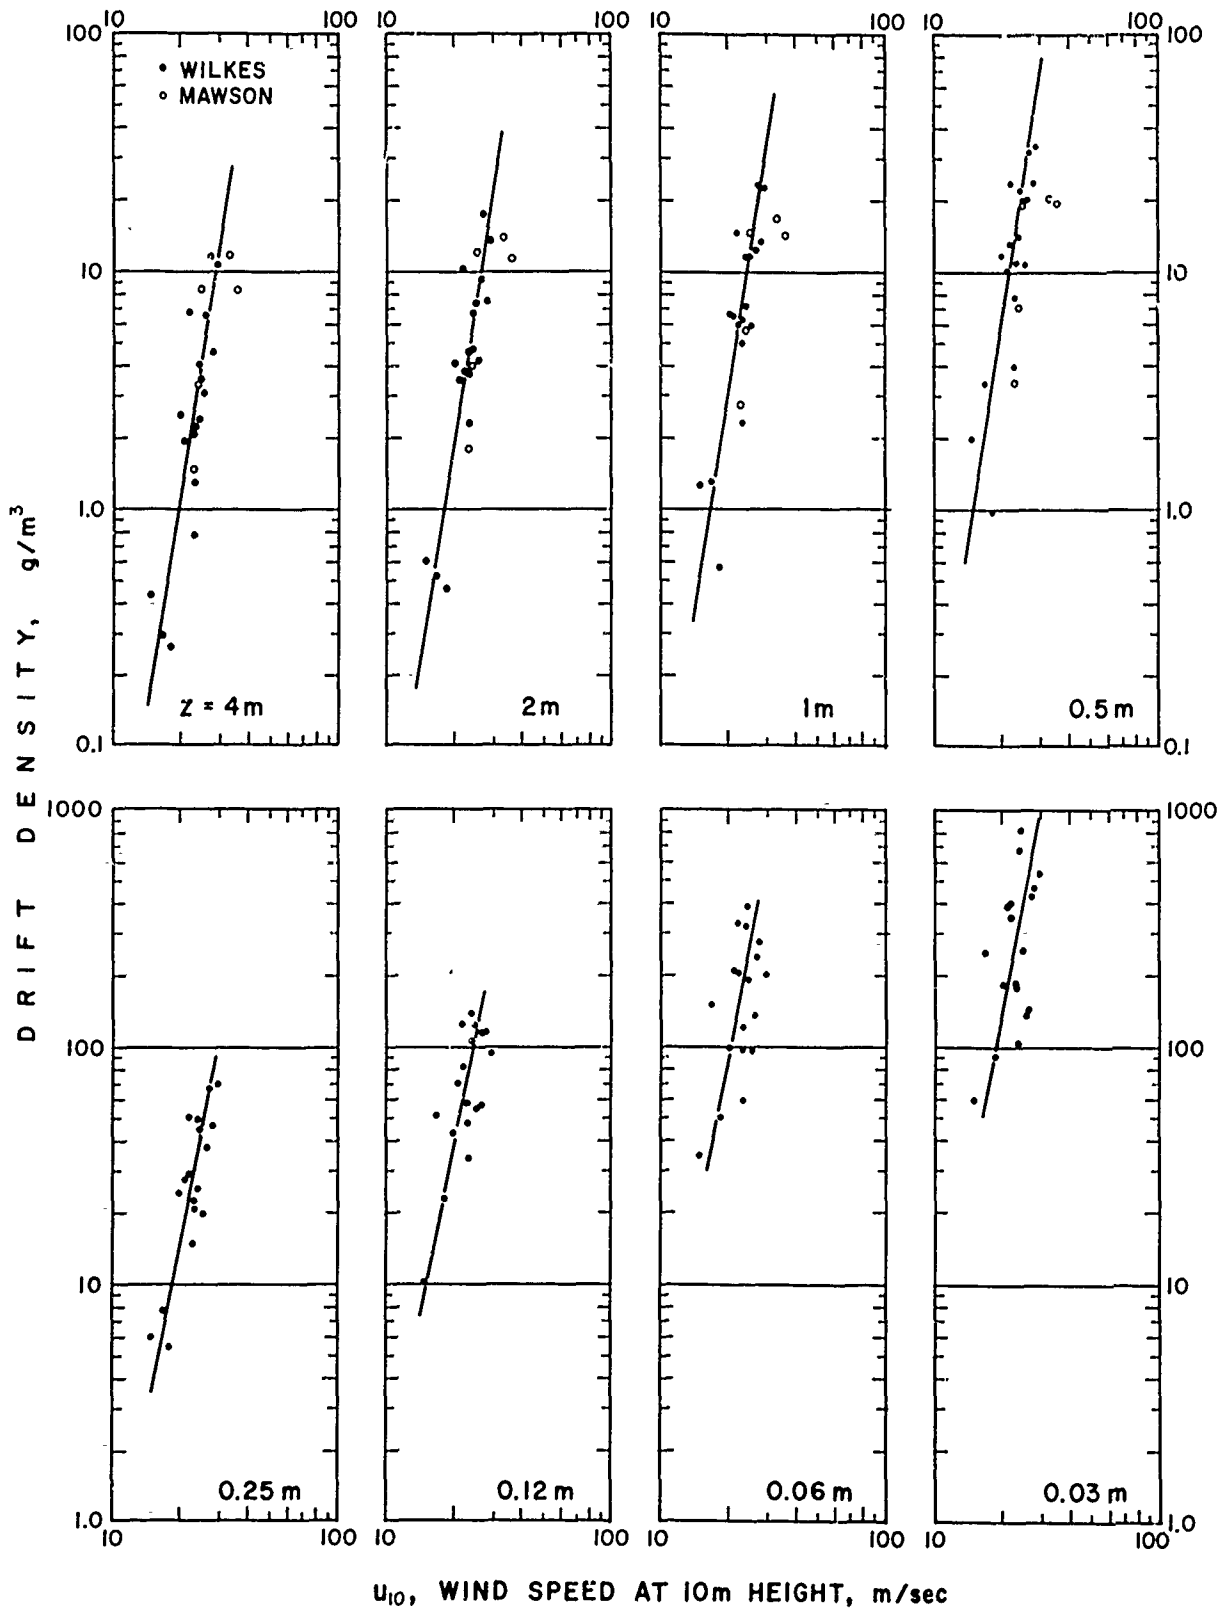 10 100 10 100 10 100 10 100
100 100
• WILKES
○ MAWSON
10 10
1.0 1.0
z = 4m 2m 1m 0.5m
0.1 0.1
1000 1000
100 100
10 10
0.25m 0.12m 0.06m 0.03m
1.0 1.0
10 100 10 100 10 100 10 100
DRIFT DENSITY, g/m³
u₁₀, WIND SPEED AT 10m HEIGHT, m/sec